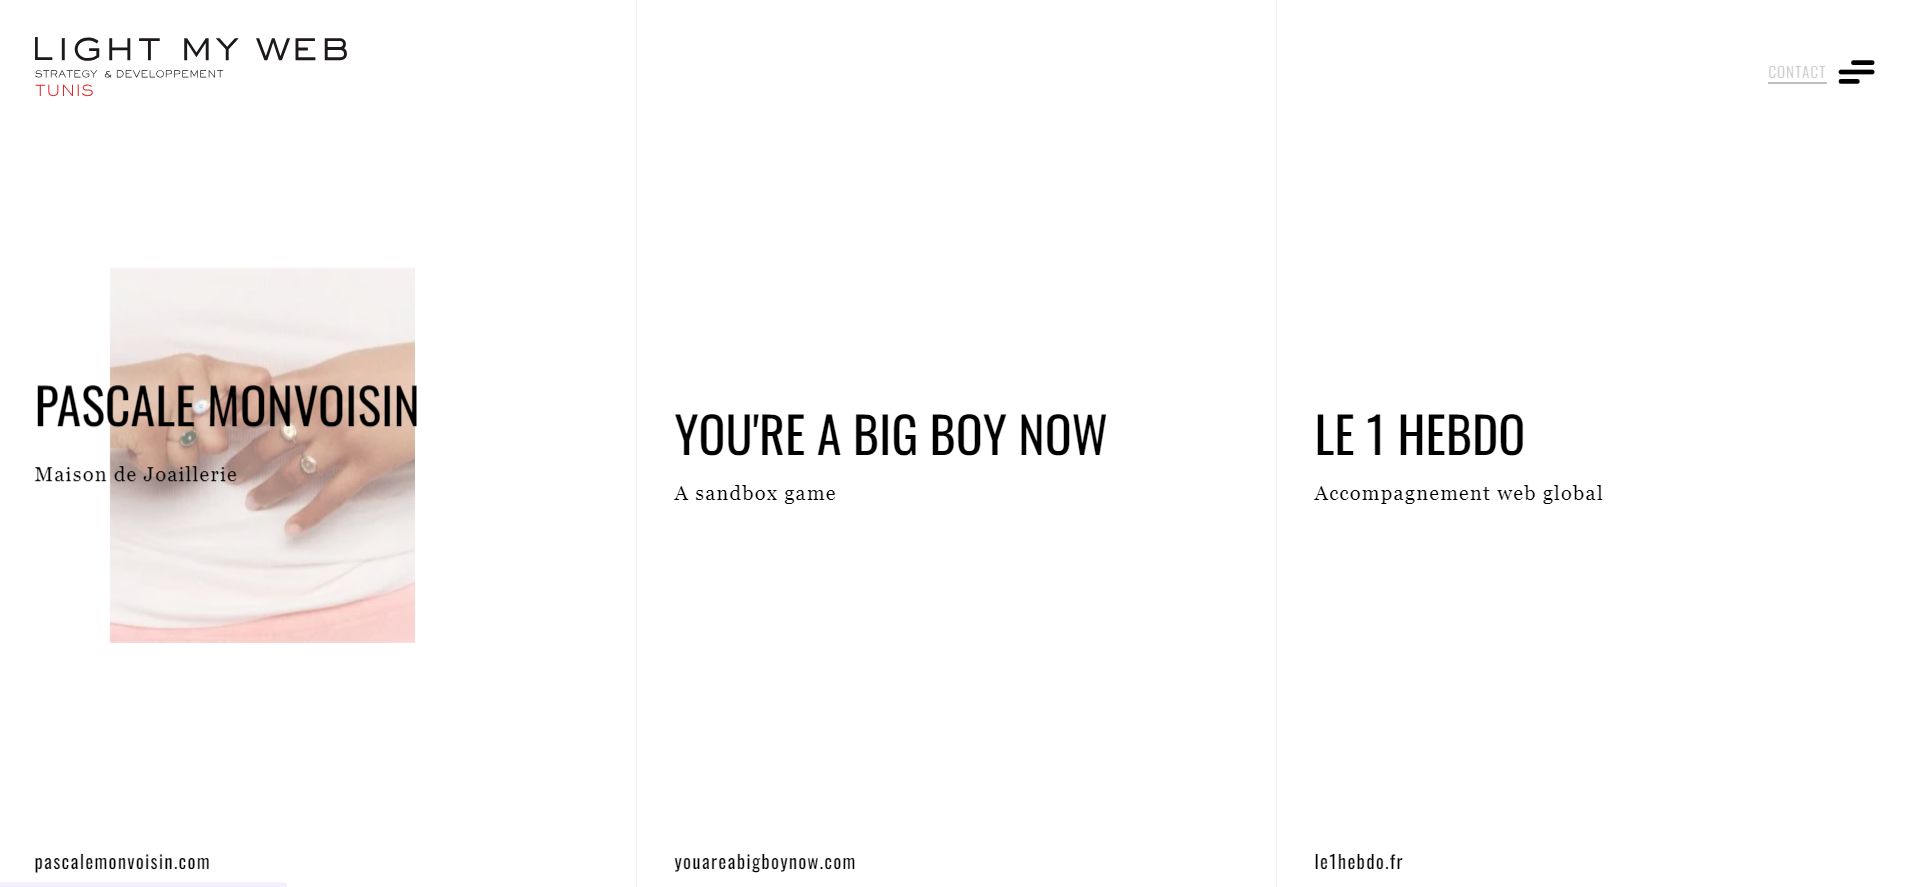 LIGHT MY WEB
STRATEGY & DEVELOPPEMENT
TUNIS
CONTACT
PASCALE MONVOISIN
Maison de Joaillerie
pascalemonvoisin.com
YOU'RE A BIG BOY NOW
A sandbox game
youareabigboynow.com
LE 1 HEBDO
Accompagnement web global
le1hebdo.fr